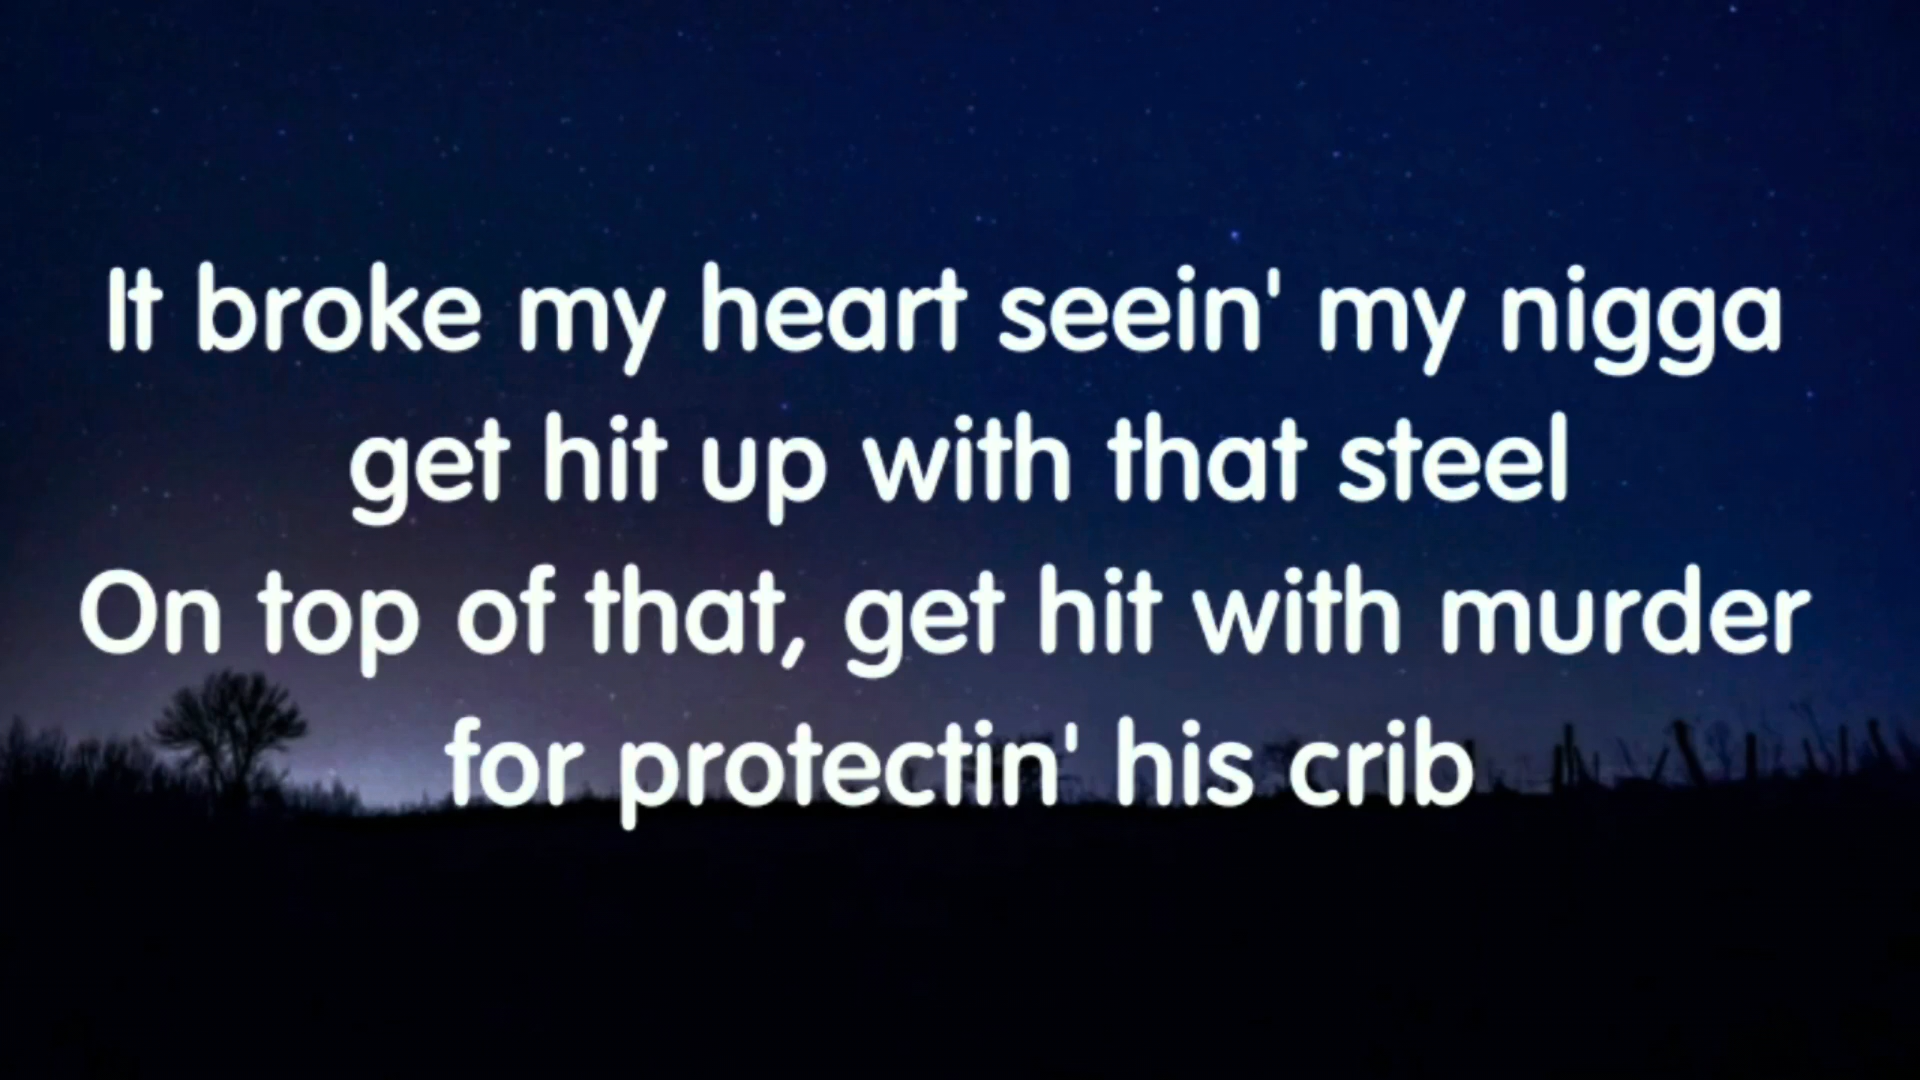 It broke my heart seein' my nigga
get hit up with that steel
On top of that, get hit with murder
for protectin' his crib